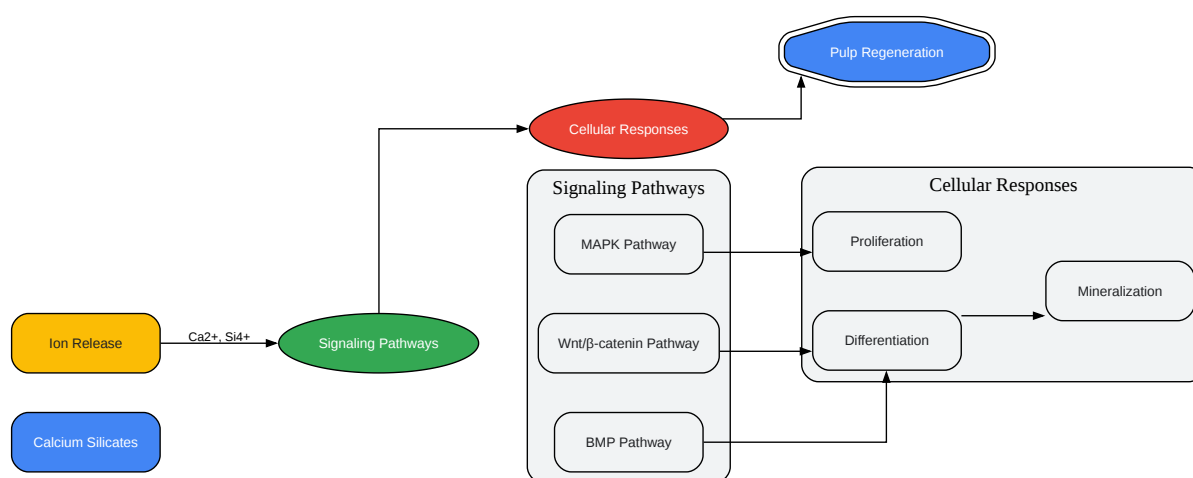 Pulp Regeneration
Cellular Responses
Signaling Pathways
Cellular Responses
MAPK Pathway
Proliferation
Mineralization
Ion Release
Ca2+, Si4+
Signaling Pathways
Wnt/β-catenin Pathway
Differentiation
Calcium Silicates
BMP Pathway